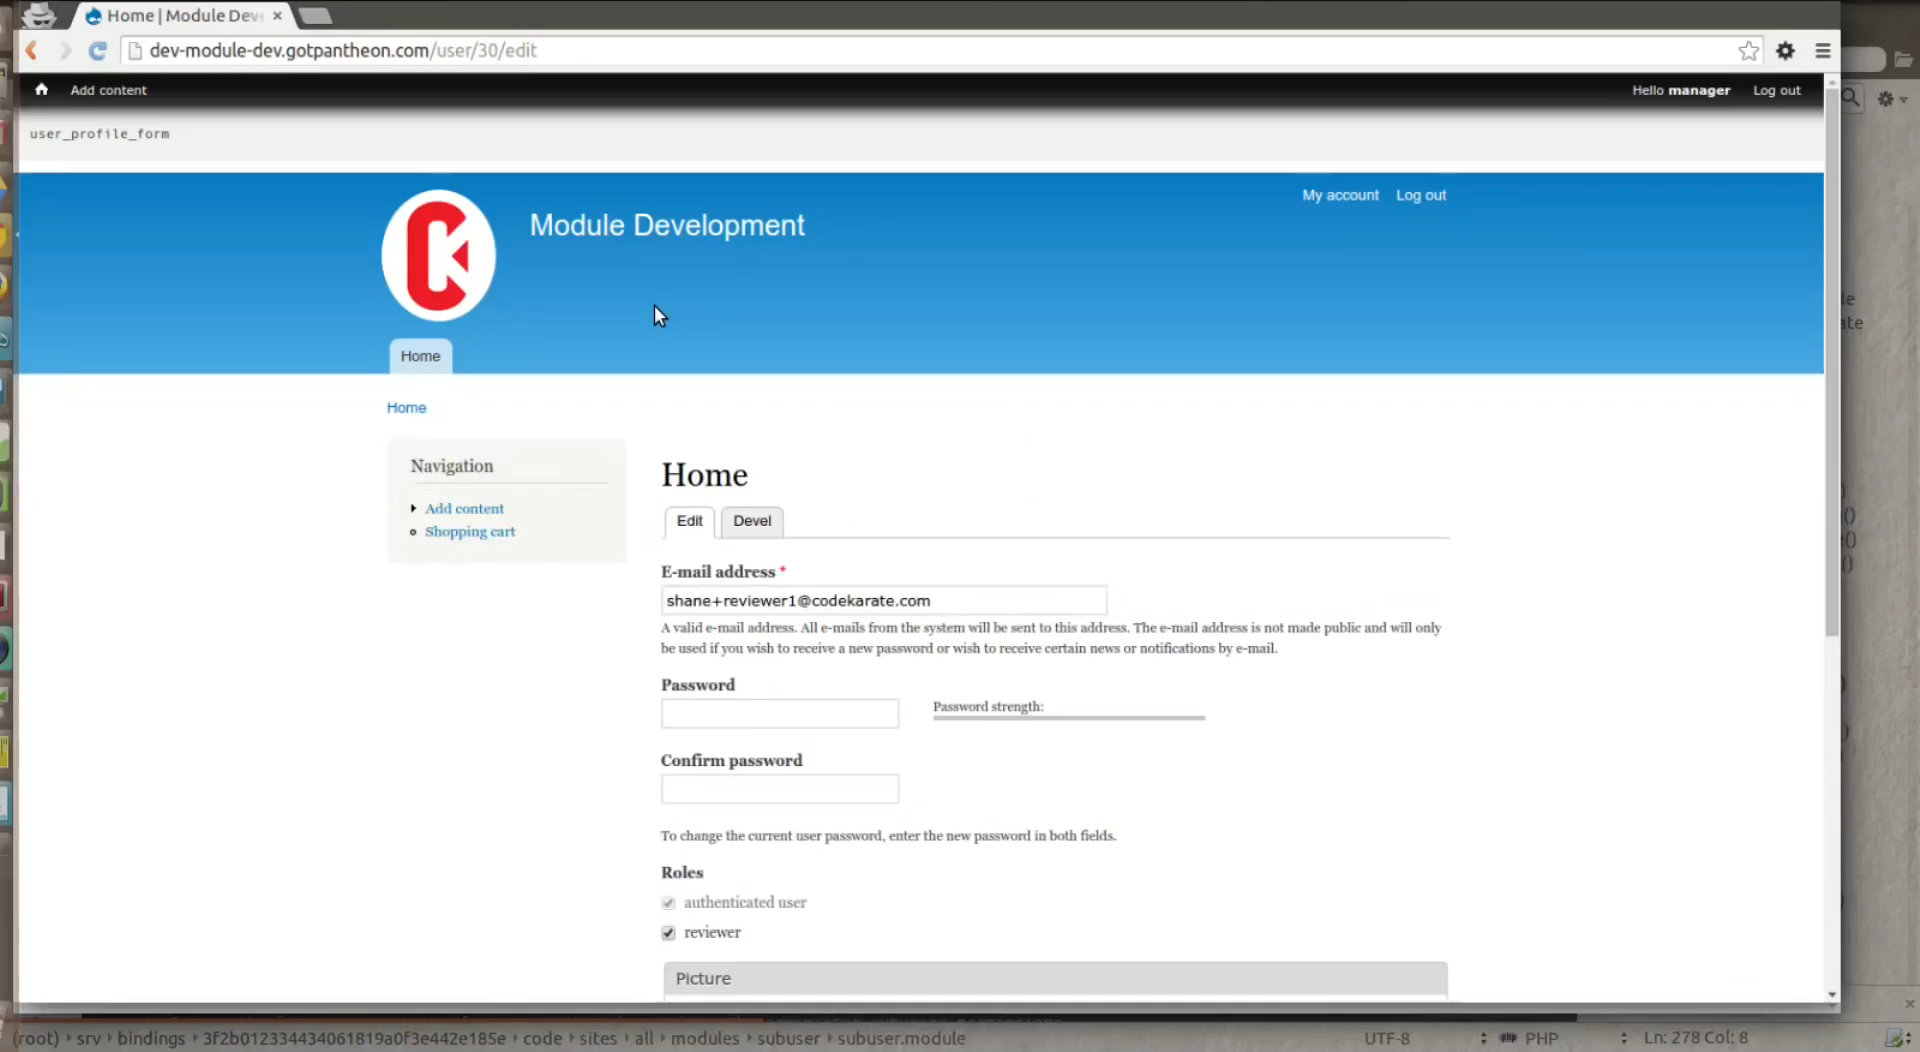 Home | Module Dev
dev-module-dev.gotpantheon.com/user/30/edit
Add content
Hello manager
Log out
user_profile_form
My account
Log out
Module Development
Home
Home
Navigation
Add content
Shopping cart
Home
Edit
Devel
E-mail address *
shane+reviewer1@codekarate.com
A valid e-mail address. All e-mails from the system will be sent to this address. The e-mail address is not made public and will only
be used if you wish to receive a new password or wish to receive certain news or notifications by e-mail.
Password
Password strength:
Confirm password
To change the current user password, enter the new password in both fields.
Roles
authenticated user
reviewer
Picture
(root) srv bindings 3f2b012334434061819a0f3e442e185e code sites all modules subuser subuser.module
UTF-8
PHP
Ln: 278 Col: 8